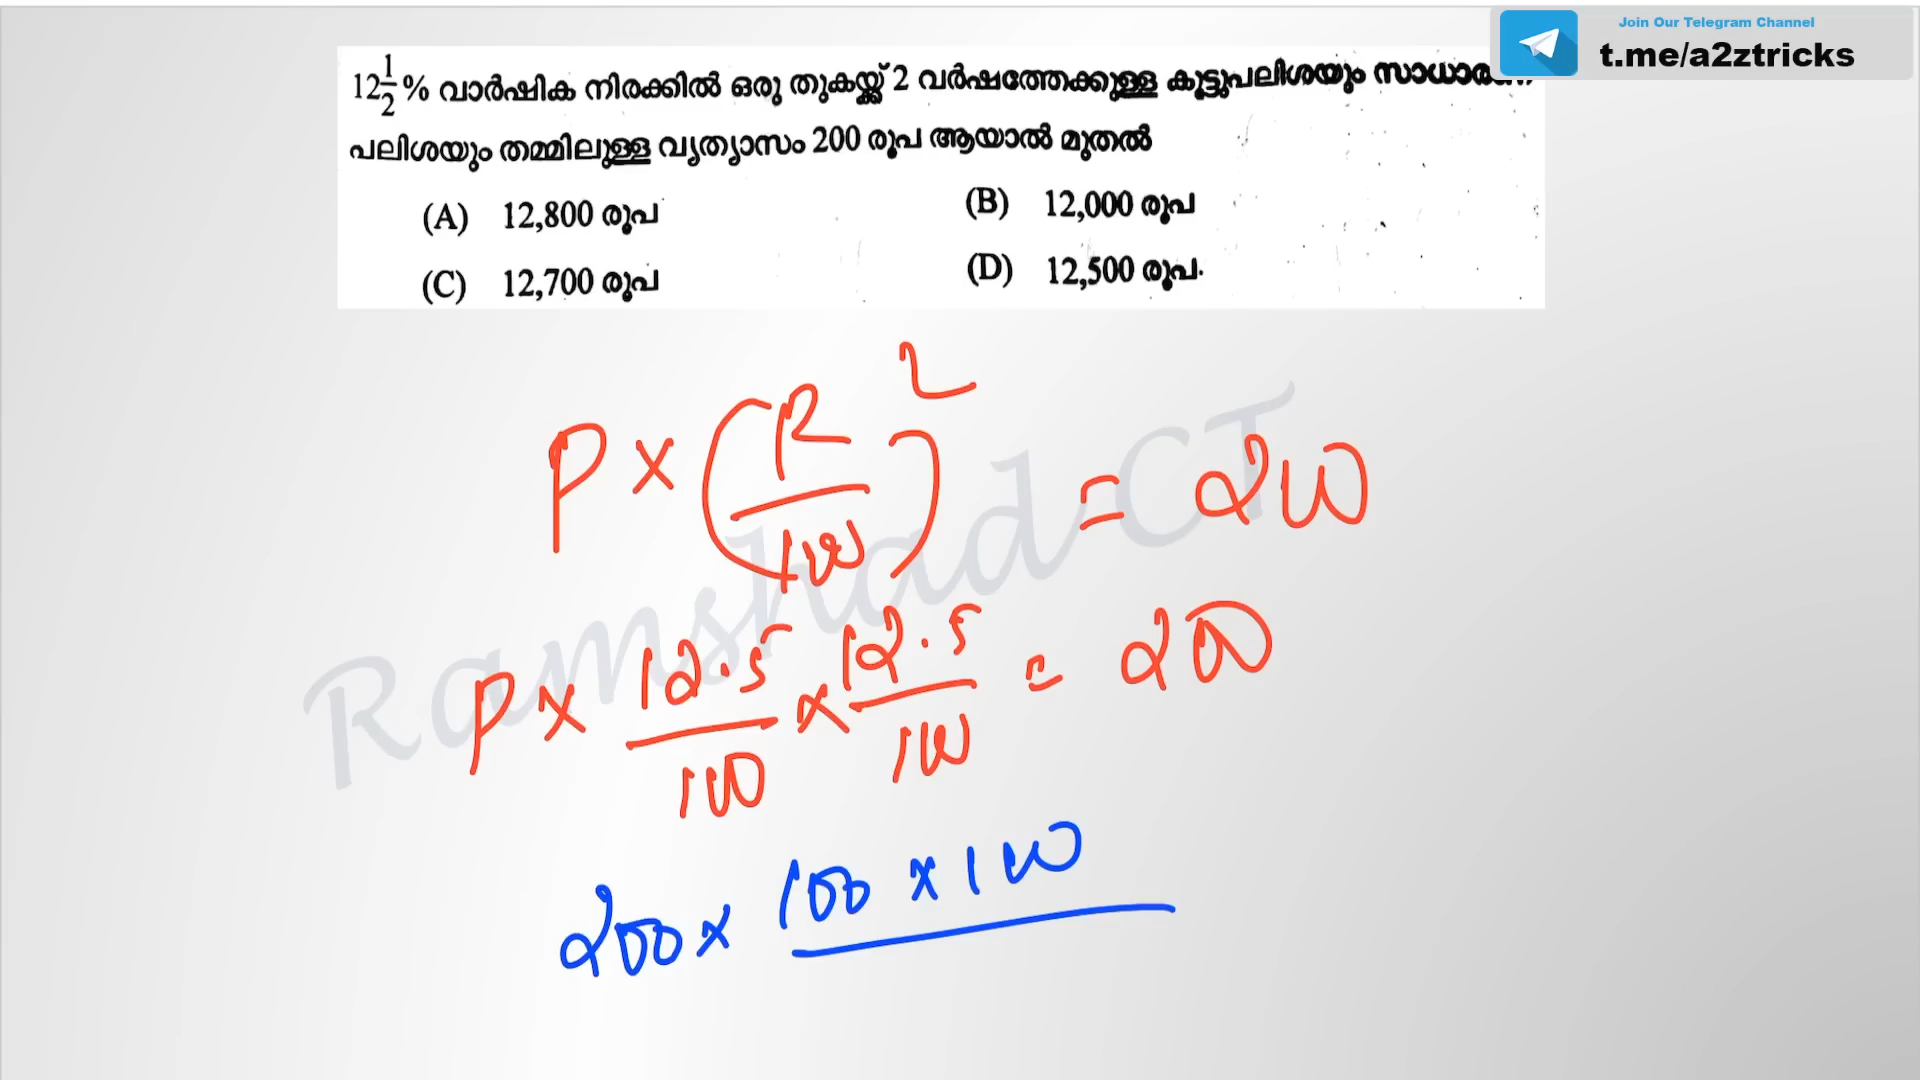 Join Our Telegram Channel
t.me/a2ztricks
12 1/2 % വാർഷിക നിരക്കിൽ ഒരു തുകയ്ക്ക് 2 വർഷത്തേക്കുള്ള കൂട്ടുപലിശയും
പലിശയും തമ്മിലുള്ള വ്യത്യാസം 200 രൂപ ആയാൽ മുതൽ
(A) 12,800 രൂപ (B) 12,000 രൂപ
(C) 12,700 രൂപ (D) 12,500 രൂപ.
P × (R/100)² = 200
P × 12.5/100 × 12.5/100 = 200
200 × 100 × 100
Ramshad CT